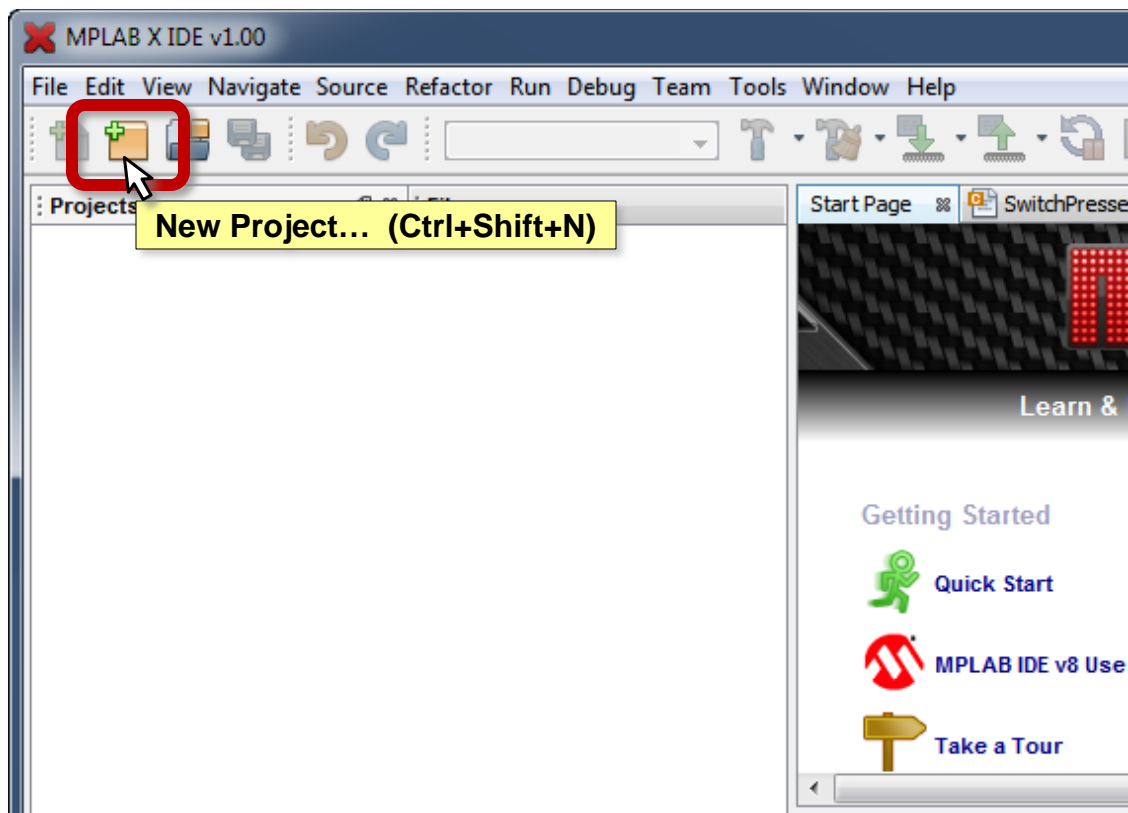 MPLAB X IDE v1.00
File Edit View Navigate Source Refactor Run Debug Team Tools Window Help
Projects
Start Page
SwitchPresse
New Project… (Ctrl+Shift+N)
Learn &
Getting Started
Quick Start
MPLAB IDE v8 Use
Take a Tour